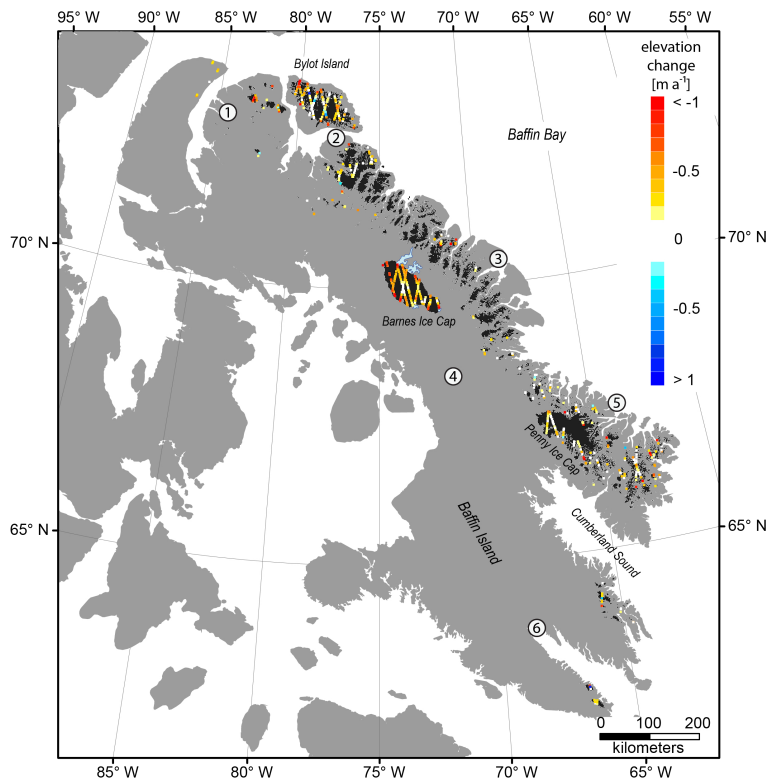 95° W 90° W 85° W 80° W 75° W 70° W 65° W 60° W 55° W
elevation
change
[m a⁻¹]
< -1
-0.5
0
-0.5
> 1
Bylot Island
Baffin Bay
1
2
70° N
70° N
3
Barnes Ice Cap
4
5
Penny Ice Cap
65° N
65° N
Baffin Island
Cumberland Sound
6
0 100 200
kilometers
85° W 80° W 75° W 70° W 65° W